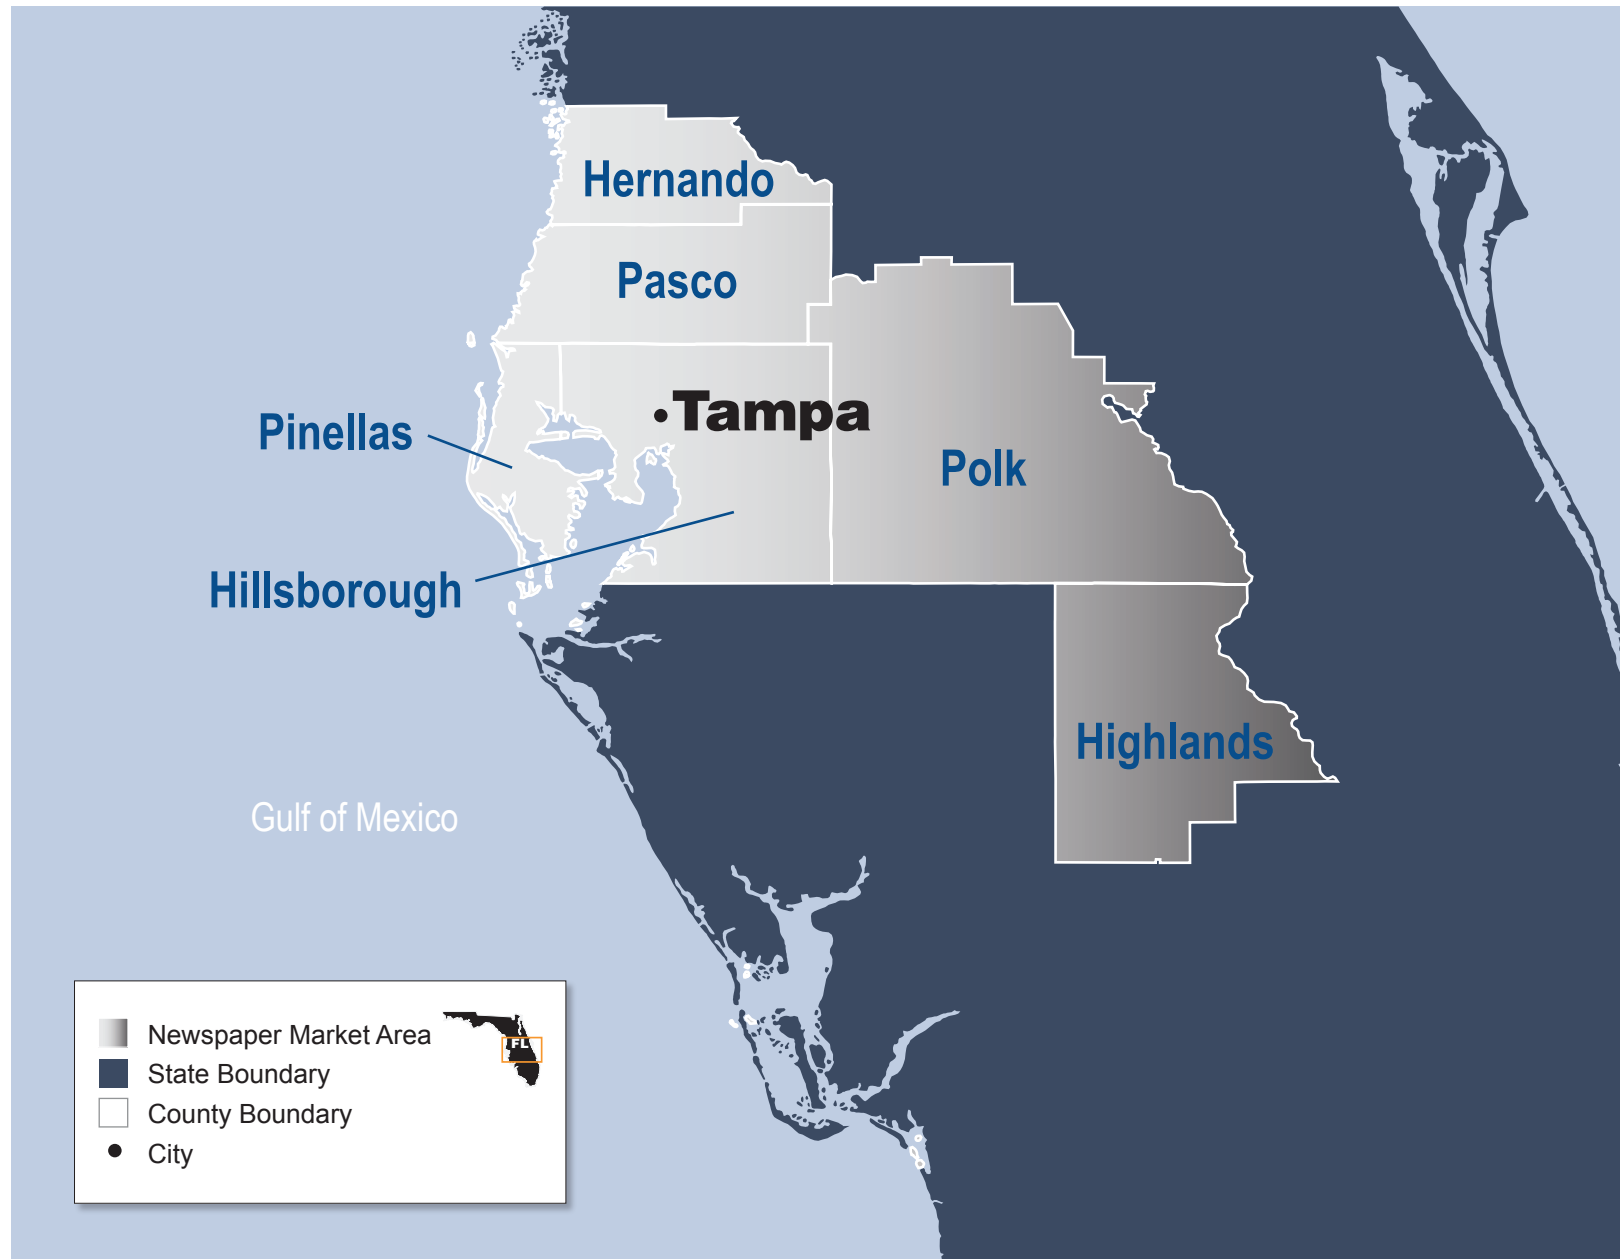 Hernando
Pasco
Tampa
Pinellas
Polk
Hillsborough
Highlands
Gulf of Mexico
Newspaper Market Area
FL
State Boundary
County Boundary
City